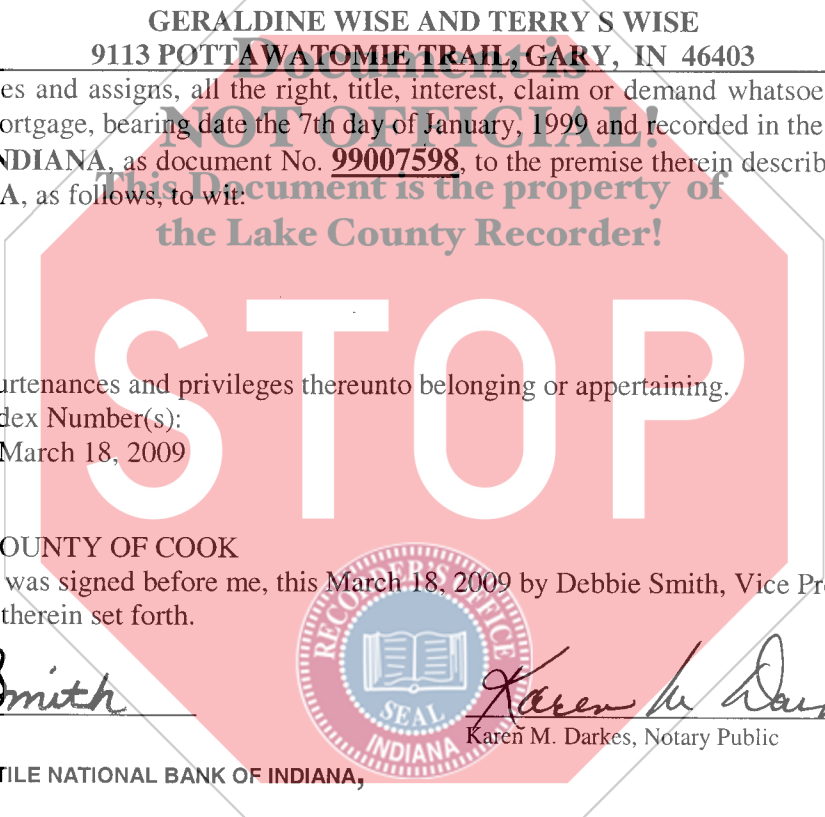 GERALDINE WISE AND TERRY S WISE
9113 POTTAWATOMIE TRAIL, GARY, IN 46403
Document is
es and assigns, all the right, title, interest, claim or demand whatsoe
NOT OFFICIAL!
ortgage, bearing date the 7th day of January, 1999 and recorded in the
NDIANA, as document No. 99007598, to the premise therein describ
This Document is the property of
A, as follows, to wit:
the Lake County Recorder!
STOP
urtenances and privileges thereunto belonging or appertaining.
dex Number(s):
March 18, 2009
OUNTY OF COOK
was signed before me, this March 18, 2009 by Debbie Smith, Vice Pr
therein set forth.
RECORDER'S OFFICE
SEAL
INDIANA
Smith
Karen M Dar
Karen M. Darkes, Notary Public
TILE NATIONAL BANK OF INDIANA,